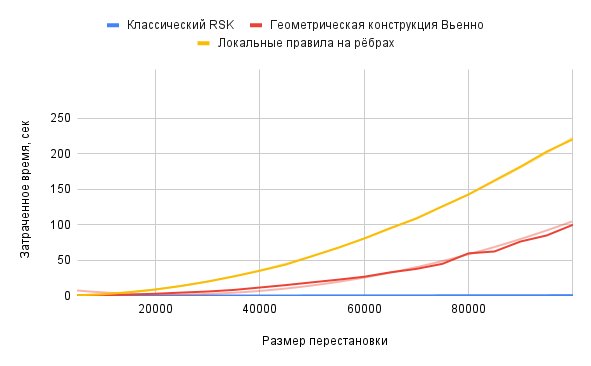 Классический RSK Геометрическая конструкция Вьенно
Локальные правила на рёбрах
Затраченное время, сек
250
200
150
100
50
0
20000 40000 60000 80000
Размер перестановки